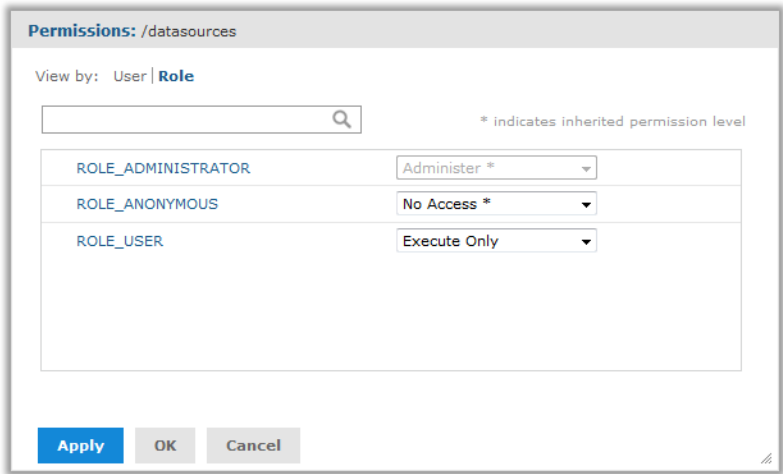 Permissions: /datasources
View by: User | Role
* indicates inherited permission level
ROLE_ADMINISTRATOR Administer *
ROLE_ANONYMOUS No Access *
ROLE_USER Execute Only
Apply OK Cancel